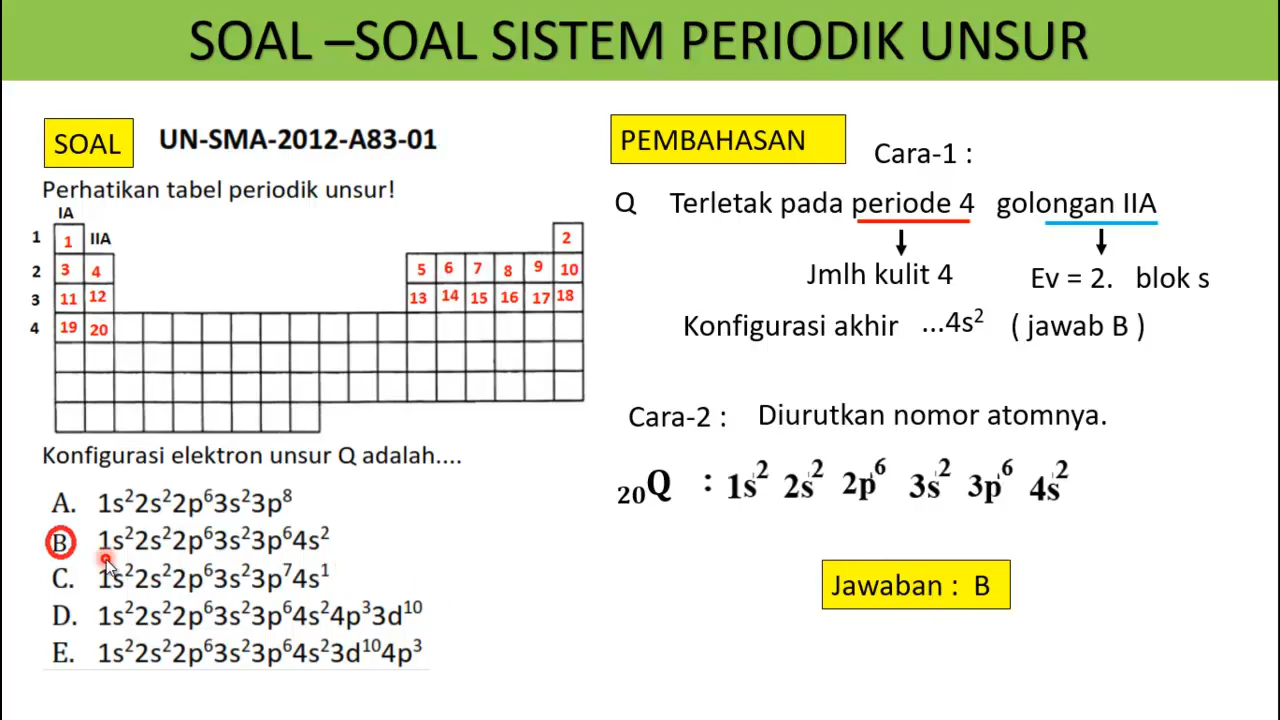 SOAL –SOAL SISTEM PERIODIK UNSUR
SOAL UN-SMA-2012-A83-01
Perhatikan tabel periodik unsur!
IA
1 1 IIA 2
2 3 4 5 6 7 8 9 10
3 11 12 13 14 15 16 17 18
4 19 20
Konfigurasi elektron unsur Q adalah....
A. 1s²2s²2p⁶3s²3p⁸
B 1s²2s²2p⁶3s²3p⁶4s²
C. 1s²2s²2p⁶3s²3p⁷4s¹
D. 1s²2s²2p⁶3s²3p⁶4s²4p³3d¹⁰
E. 1s²2s²2p⁶3s²3p⁶4s²3d¹⁰4p³
PEMBAHASAN
Cara-1 :
Q Terletak pada periode 4 golongan IIA
Jmlh kulit 4 Ev = 2. blok s
Konfigurasi akhir ...4s² ( jawab B )
Cara-2 : Diurutkan nomor atomnya.
₂₀Q : 1s² 2s² 2p⁶ 3s² 3p⁶ 4s²
Jawaban : B